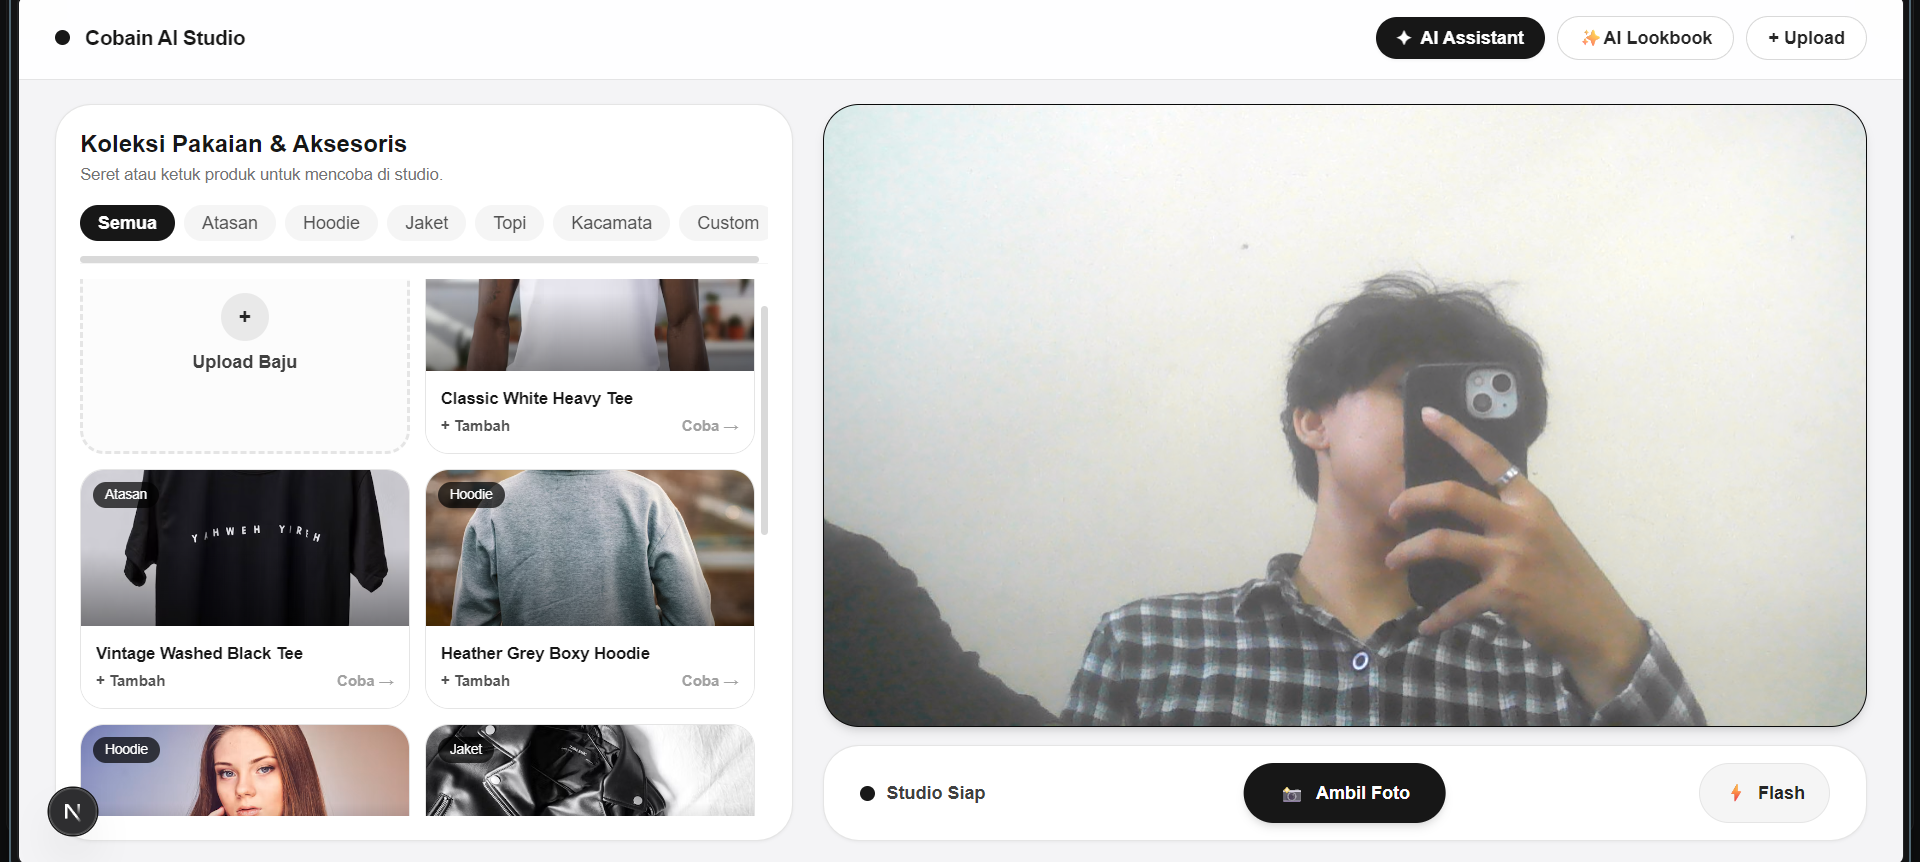 Cobain AI Studio
✦ AI Assistant
✨ AI Lookbook
+ Upload
Koleksi Pakaian & Aksesoris
Seret atau ketuk produk untuk mencoba di studio.
Semua
Atasan
Hoodie
Jaket
Topi
Kacamata
Custom
+
Upload Baju
Classic White Heavy Tee
+ Tambah
Coba →
Atasan
YAHWEH YIREH
Vintage Washed Black Tee
+ Tambah
Coba →
Hoodie
Heather Grey Boxy Hoodie
+ Tambah
Coba →
Hoodie
Jaket
N
Studio Siap
Ambil Foto
Flash